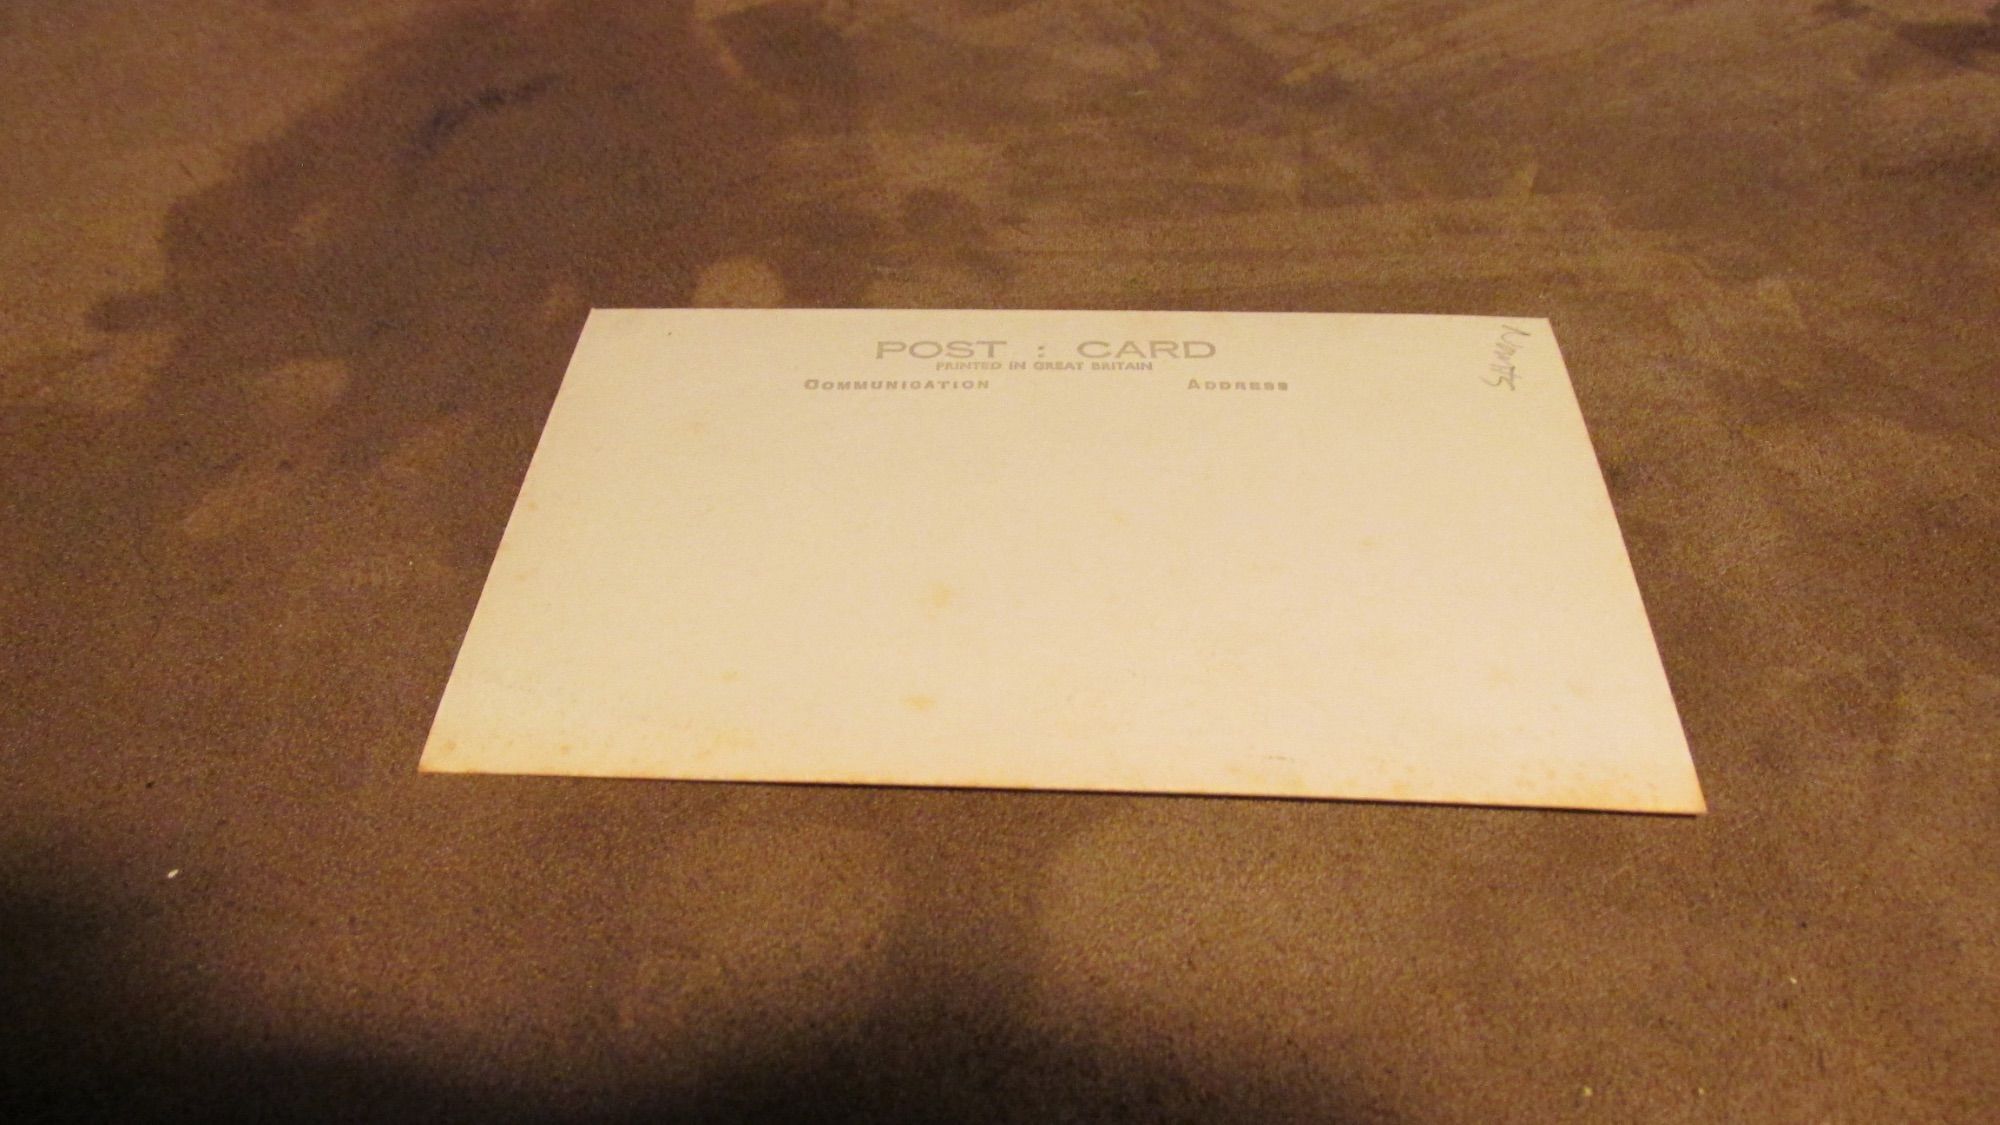 POST : CARD
PRINTED IN GREAT BRITAIN
COMMUNICATION ADDRESS